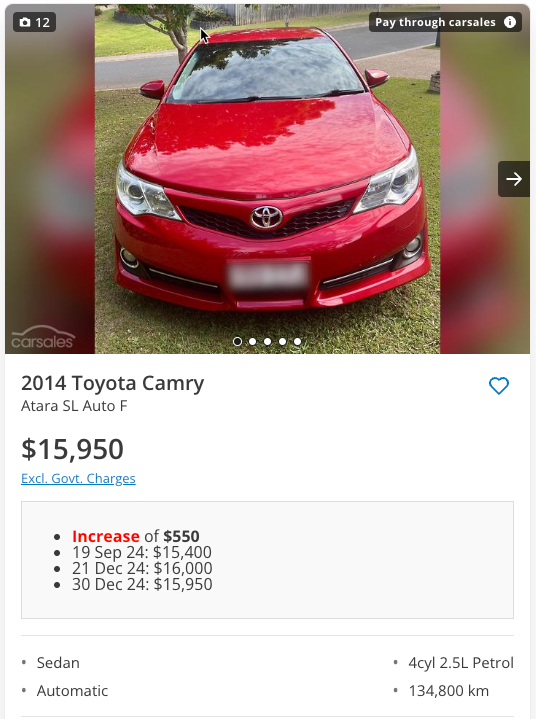 12
Pay through carsales
carsales
2014 Toyota Camry
Atara SL Auto F
$15,950
Excl. Govt. Charges
Increase of $550
19 Sep 24: $15,400
21 Dec 24: $16,000
30 Dec 24: $15,950
Sedan
4cyl 2.5L Petrol
Automatic
134,800 km